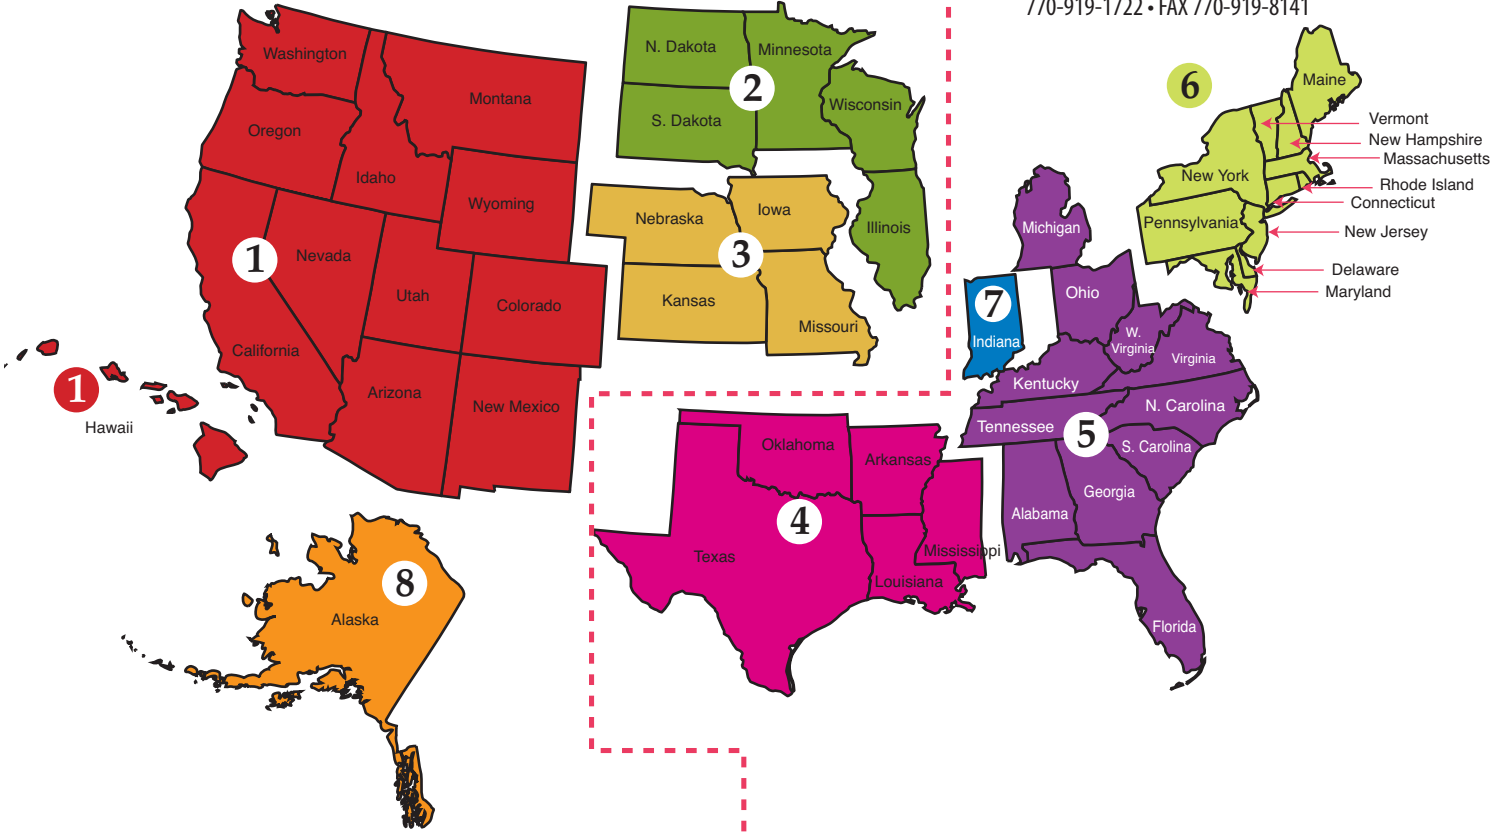 770-919-1722 • FAX 770-919-8141
Washington
Montana
Oregon
Idaho
Wyoming
1
Nevada
Utah
Colorado
California
Arizona
New Mexico
1
Hawaii
N. Dakota
Minnesota
2
Wisconsin
S. Dakota
Illinois
Nebraska
Iowa
3
Kansas
Missouri
6
Maine
Vermont
New Hampshire
Massachusetts
New York
Rhode Island
Connecticut
Pennsylvania
New Jersey
Delaware
Maryland
Michigan
Ohio
7
Indiana
W.
Virginia
Virginia
Kentucky
N. Carolina
Tennessee
5
S. Carolina
Georgia
Alabama
Florida
Oklahoma
Arkansas
4
Texas
Mississippi
Louisiana
8
Alaska